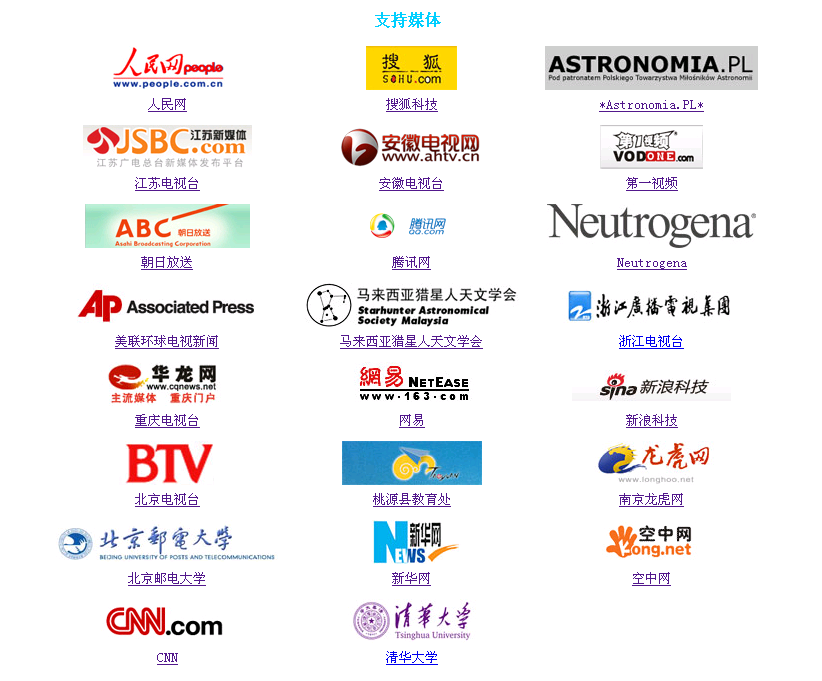 支持媒体
人民网people
www.people.com.cn
人民网
搜狐
SOHU.com
搜狐科技
ASTRONOMIA.PL
Pod patronatem Polskiego Towarzystwa Miłośników Astronomii
*Astronomia.PL*
JSBC.com
江苏新媒体
江苏广电总台新媒体发布平台
江苏电视台
安徽电视网
www.ahtv.cn
安徽电视台
第一视频
VODONE.com
第一视频
ABC 朝日放送
Asahi Broadcasting Corporation
朝日放送
腾讯网
QQ.com
腾讯网
Neutrogena
Neutrogena
AP Associated Press
美联环球电视新闻
马来西亚猎星人天文学会
Starhunter Astronomical
Society Malaysia
马来西亚猎星人天文学会
浙江廣播電視集團
浙江电视台
华龙网
www.cqnews.net
主流媒体 重庆门户
重庆电视台
網易 NETEASE
www.163.com
网易
sina 新浪科技
新浪科技
BTV
北京电视台
桃源县教育处
龙虎网
www.longhoo.net
南京龙虎网
北京郵電大學
BEIJING UNIVERSITY OF POSTS AND TELECOMMUNICATIONS
北京邮电大学
新华网
NEWS
新华网
空中网
Kong.net
空中网
CNN.com
CNN
清華大学
Tsinghua University
清华大学